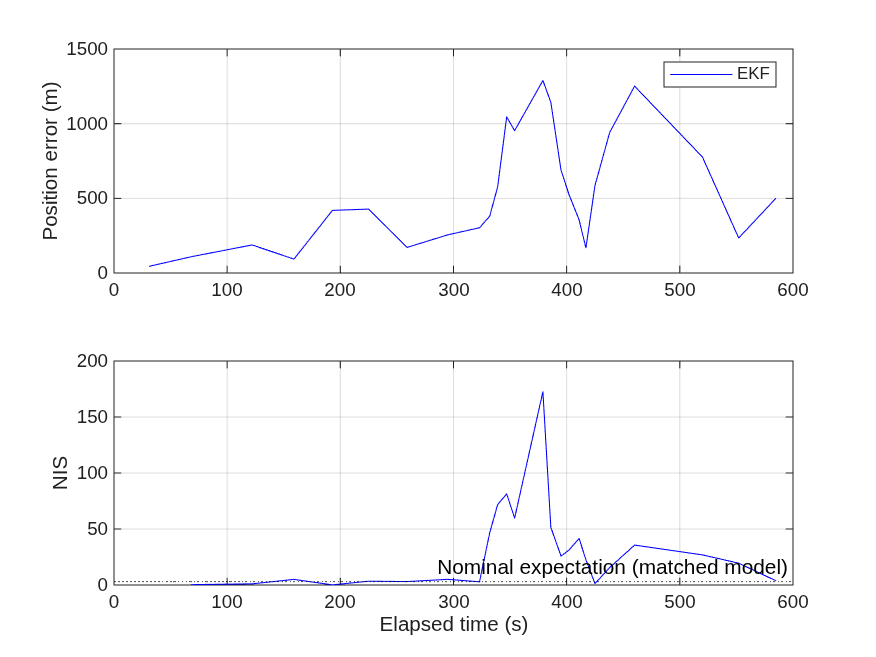 1500
1000
500
0
Position error (m)
EKF
0 100 200 300 400 500 600
200
150
100
50
0
NIS
Nominal expectation (matched model)
0 100 200 300 400 500 600
Elapsed time (s)